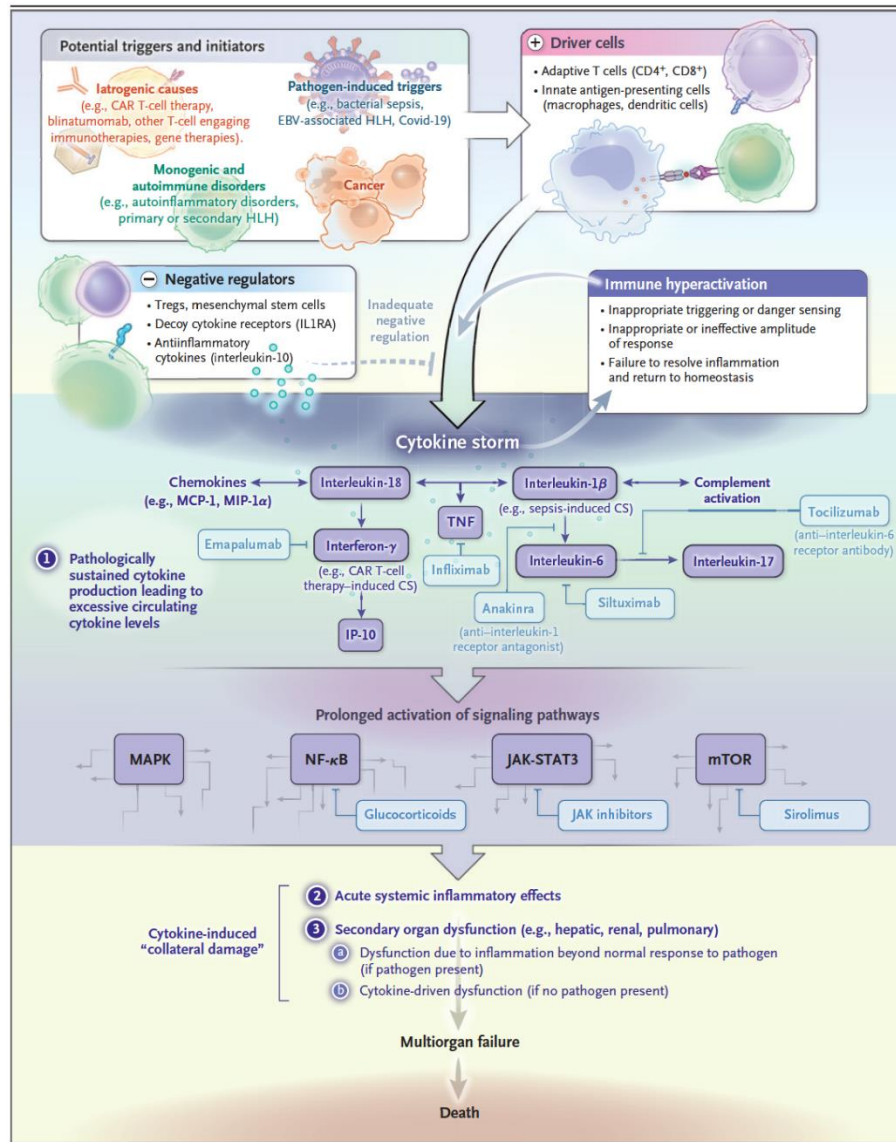 Potential triggers and initiators
Iatrogenic causes
(e.g., CAR T-cell therapy,
blinatumomab, other T-cell engaging
immunotherapies, gene therapies).
Pathogen-induced triggers
(e.g., bacterial sepsis,
EBV-associated HLH, Covid-19)
Monogenic and
autoimmune disorders
(e.g., autoinflammatory disorders,
primary or secondary HLH)
Cancer
+ Driver cells
• Adaptive T cells (CD4+, CD8+)
• Innate antigen-presenting cells
(macrophages, dendritic cells)
− Negative regulators
• Tregs, mesenchymal stem cells
• Decoy cytokine receptors (IL1RA)
• Antiinflammatory
cytokines (interleukin-10)
Inadequate
negative
regulation
Immune hyperactivation
• Inappropriate triggering or danger sensing
• Inappropriate or ineffective amplitude
of response
• Failure to resolve inflammation
and return to homeostasis
Cytokine storm
Chemokines
(e.g., MCP-1, MIP-1α)
Interleukin-18
TNF
Interleukin-1β
(e.g., sepsis-induced CS)
Complement
activation
Tocilizumab
(anti–interleukin-6
receptor antibody)
Emapalumab
Interferon-γ
(e.g., CAR T-cell
therapy–induced CS)
Infliximab
Interleukin-6
Interleukin-17
1 Pathologically
sustained cytokine
production leading to
excessive circulating
cytokine levels
IP-10
Anakinra
(anti–interleukin-1
receptor antagonist)
Siltuximab
Prolonged activation of signaling pathways
MAPK
NF-κB
JAK-STAT3
mTOR
Glucocorticoids
JAK inhibitors
Sirolimus
Cytokine-induced
“collateral damage”
2 Acute systemic inflammatory effects
3 Secondary organ dysfunction (e.g., hepatic, renal, pulmonary)
a Dysfunction due to inflammation beyond normal response to pathogen
(if pathogen present)
b Cytokine-driven dysfunction (if no pathogen present)
Multiorgan failure
Death